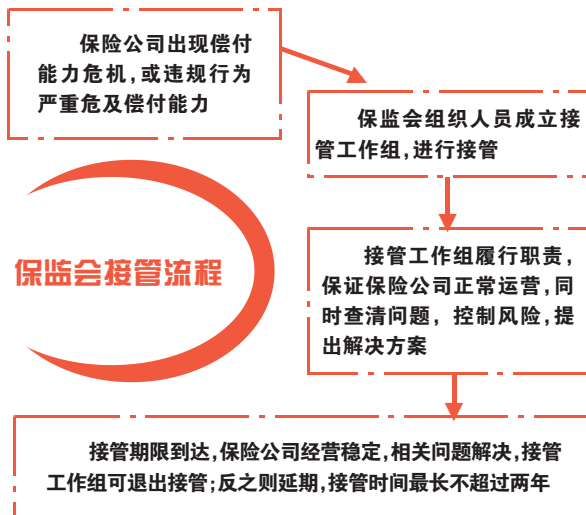 保险公司出现偿付
能力危机,或违规行为
严重危及偿付能力
保监会组织人员成立接
管工作组,进行接管
保监会接管流程
接管工作组履行职责,
保证保险公司正常运营,同
时查清问题,控制风险,提
出解决方案
接管期限到达,保险公司经营稳定,相关问题解决,接管
工作组可退出接管;反之则延期,接管时间最长不超过两年